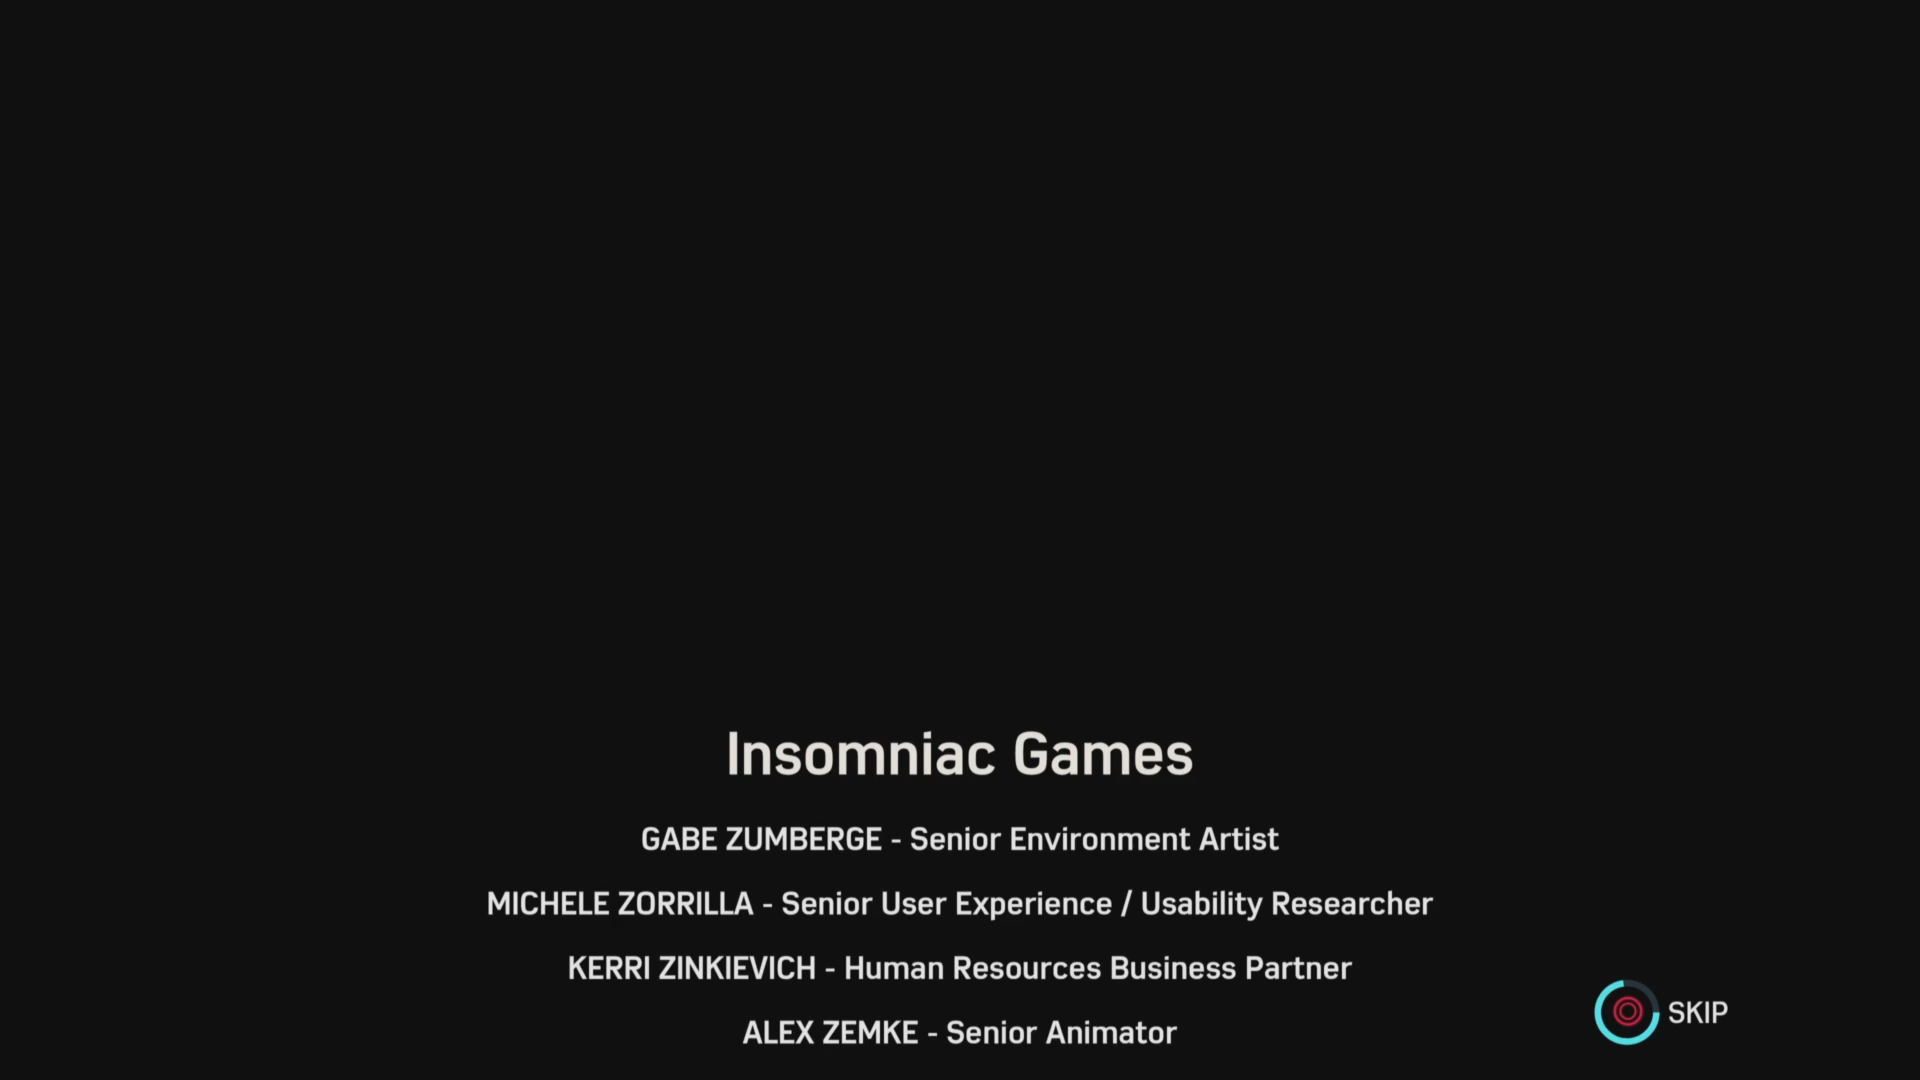 Insomniac Games
GABE ZUMBERGE - Senior Environment Artist
MICHELE ZORRILLA - Senior User Experience / Usability Researcher
KERRI ZINKIEVICH - Human Resources Business Partner
ALEX ZEMKE - Senior Animator
SKIP